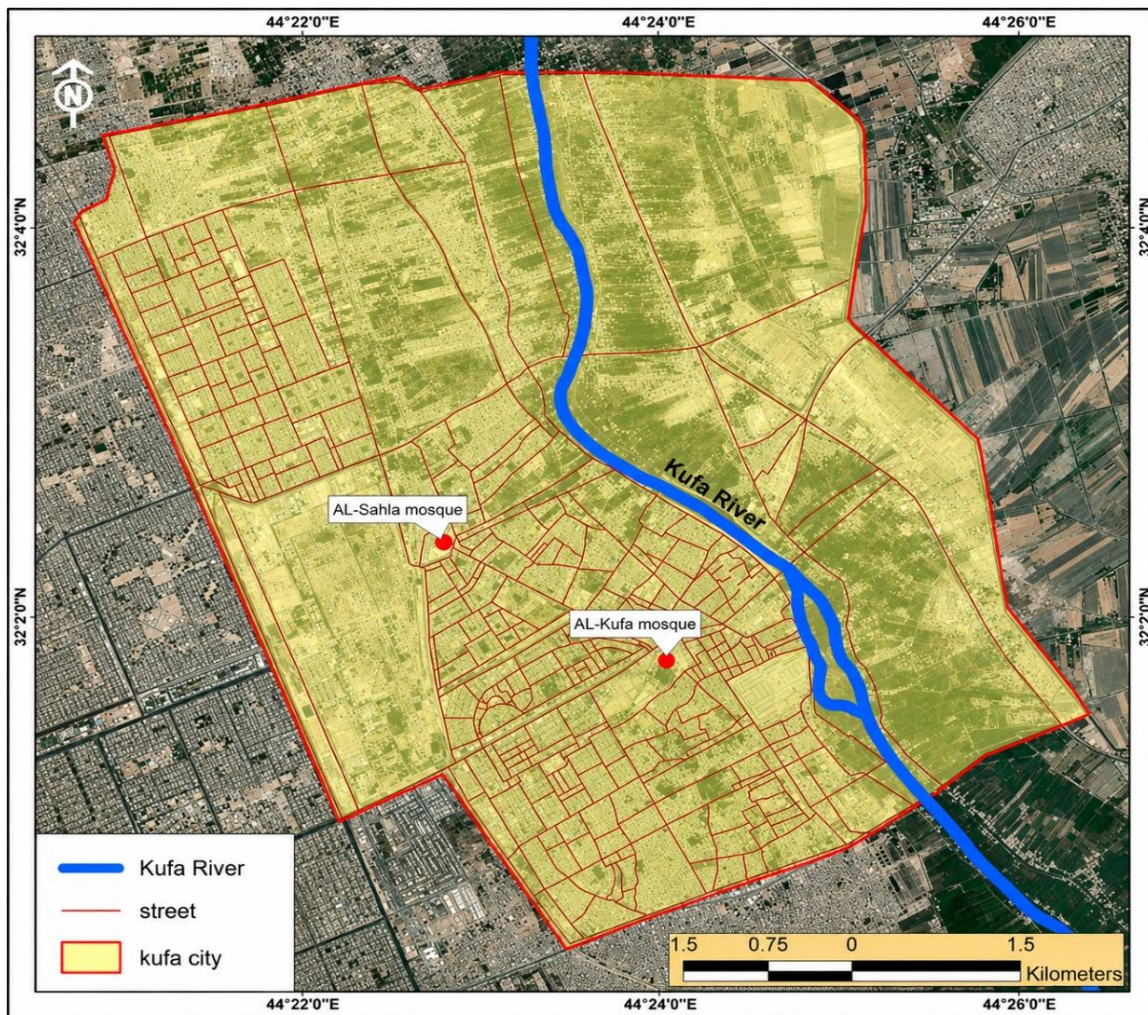 44°22'0"E 44°24'0"E 44°26'0"E
N
32°4'0"N 32°4'0"N
Kufa River
AL-Sahla mosque
32°2'0"N 32°2'0"N
AL-Kufa mosque
Kufa River
street
kufa city
1.5 0.75 0 1.5
Kilometers
44°22'0"E 44°24'0"E 44°26'0"E